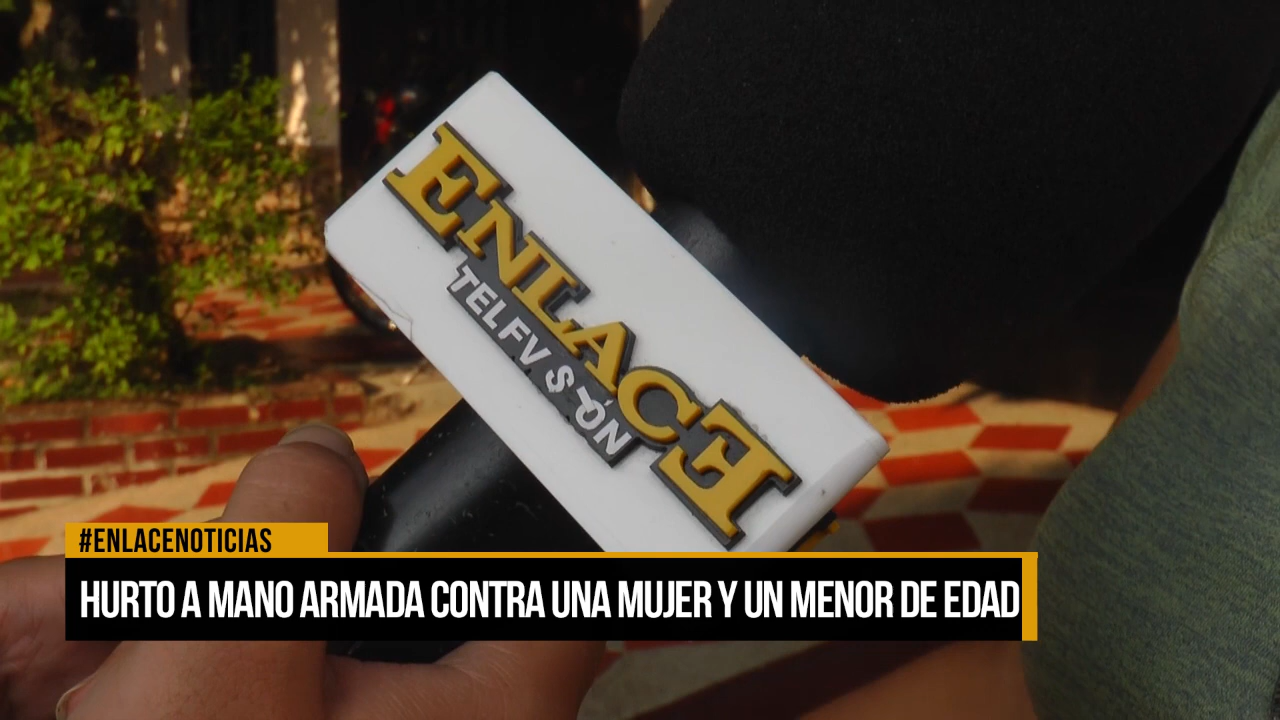 ENLACE
TELEVISIÓN
#ENLACENOTICIAS
HURTO A MANO ARMADA CONTRA UNA MUJER Y UN MENOR DE EDAD